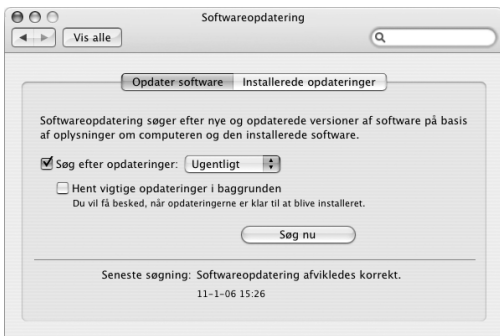 Softwareopdatering
Vis alle
Opdater software Installerede opdateringer
Softwareopdatering søger efter nye og opdaterede versioner af software på basis
af oplysninger om computeren og den installerede software.
Søg efter opdateringer: Ugentligt
Hent vigtige opdateringer i baggrunden
Du vil få besked, når opdateringerne er klar til at blive installeret.
Søg nu
Seneste søgning: Softwareopdatering afvikledes korrekt.
11-1-06 15:26